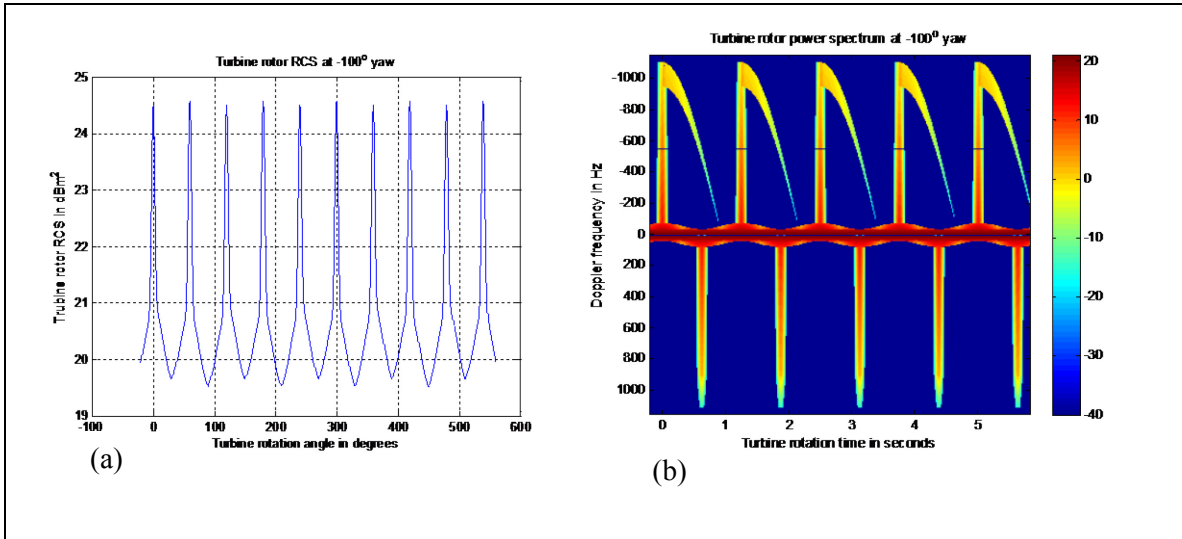 Turbine rotor RCS at -100° yaw
25
24
23
22
21
20
19
Trubine rotor RCS in dBm²
-100 0 100 200 300 400 500 600
Turbine rotation angle in degrees
(a)
Turbine rotor power spectrum at -100⁰ yaw
-1000
-800
-600
-400
-200
0
200
400
600
800
1000
Doppler frequency in Hz
0 1 2 3 4 5
Turbine rotation time in seconds
20
10
0
-10
-20
-30
-40
(b)